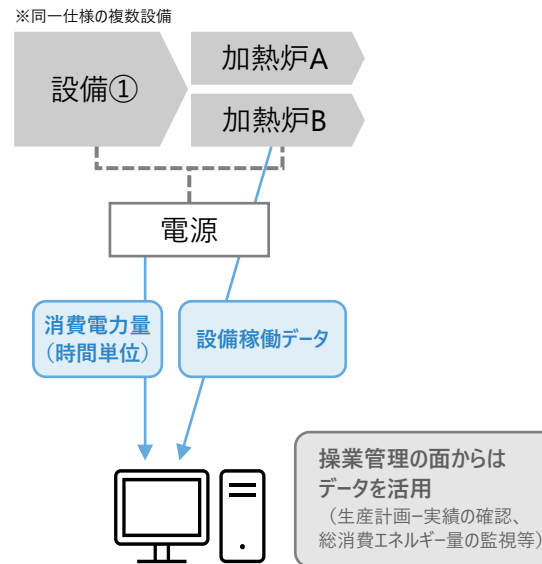 ※同一仕様の複数設備
設備①
加熱炉A
加熱炉B
電源
消費電力量
（時間単位）
設備稼働データ
操業管理の面からは
データを活用
（生産計画−実績の確認、
総消費エネルギー量の監視等）